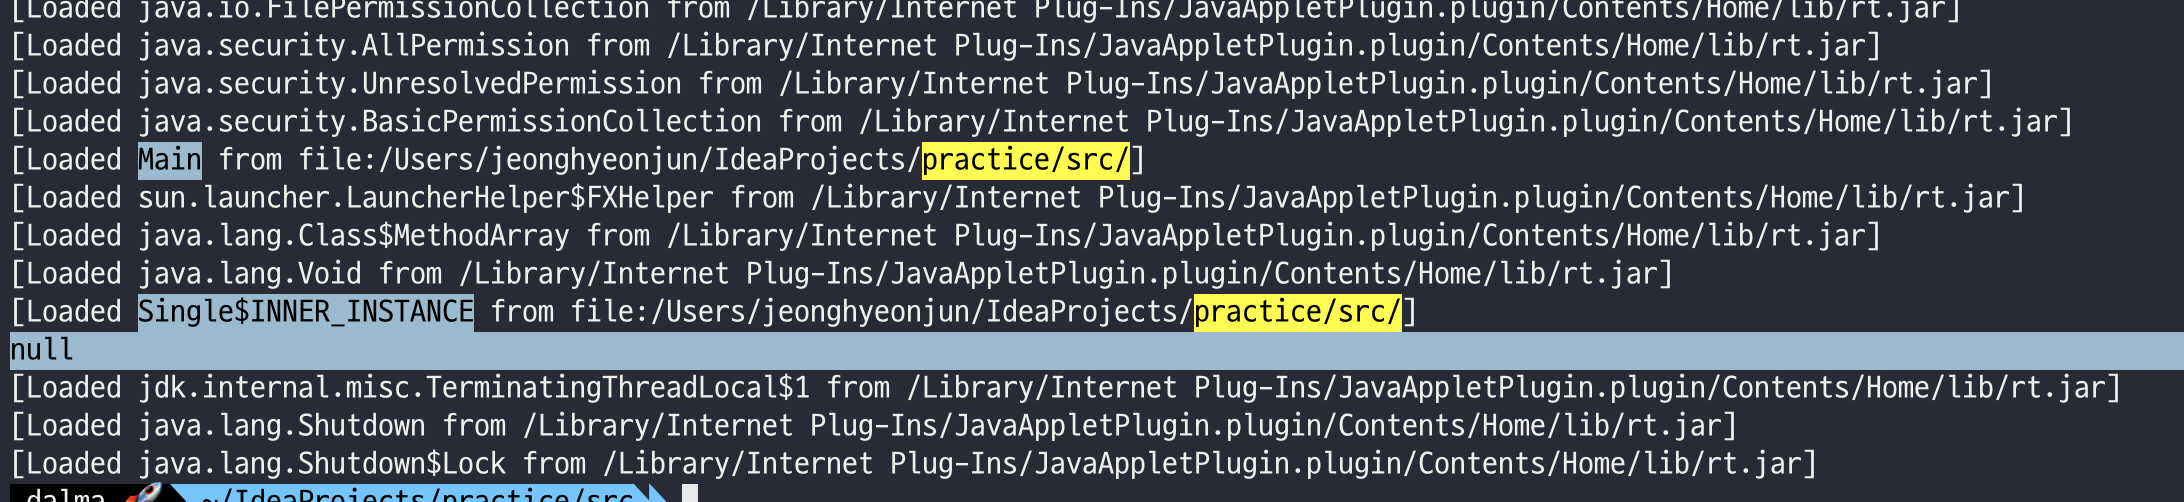 [Loaded java.io.FilePermissionCollection from /Library/Internet Plug-Ins/JavaAppletPlugin.plugin/Contents/Home/lib/rt.jar]
[Loaded java.security.AllPermission from /Library/Internet Plug-Ins/JavaAppletPlugin.plugin/Contents/Home/lib/rt.jar]
[Loaded java.security.UnresolvedPermission from /Library/Internet Plug-Ins/JavaAppletPlugin.plugin/Contents/Home/lib/rt.jar]
[Loaded java.security.BasicPermissionCollection from /Library/Internet Plug-Ins/JavaAppletPlugin.plugin/Contents/Home/lib/rt.jar]
[Loaded Main from file:/Users/jeonghyeonjun/IdeaProjects/practice/src/]
[Loaded sun.launcher.LauncherHelper$FXHelper from /Library/Internet Plug-Ins/JavaAppletPlugin.plugin/Contents/Home/lib/rt.jar]
[Loaded java.lang.Class$MethodArray from /Library/Internet Plug-Ins/JavaAppletPlugin.plugin/Contents/Home/lib/rt.jar]
[Loaded java.lang.Void from /Library/Internet Plug-Ins/JavaAppletPlugin.plugin/Contents/Home/lib/rt.jar]
[Loaded Single$INNER_INSTANCE from file:/Users/jeonghyeonjun/IdeaProjects/practice/src/]
null
[Loaded jdk.internal.misc.TerminatingThreadLocal$1 from /Library/Internet Plug-Ins/JavaAppletPlugin.plugin/Contents/Home/lib/rt.jar]
[Loaded java.lang.Shutdown from /Library/Internet Plug-Ins/JavaAppletPlugin.plugin/Contents/Home/lib/rt.jar]
[Loaded java.lang.Shutdown$Lock from /Library/Internet Plug-Ins/JavaAppletPlugin.plugin/Contents/Home/lib/rt.jar]
dalma 🚀 ~/IdeaProjects/practice/src